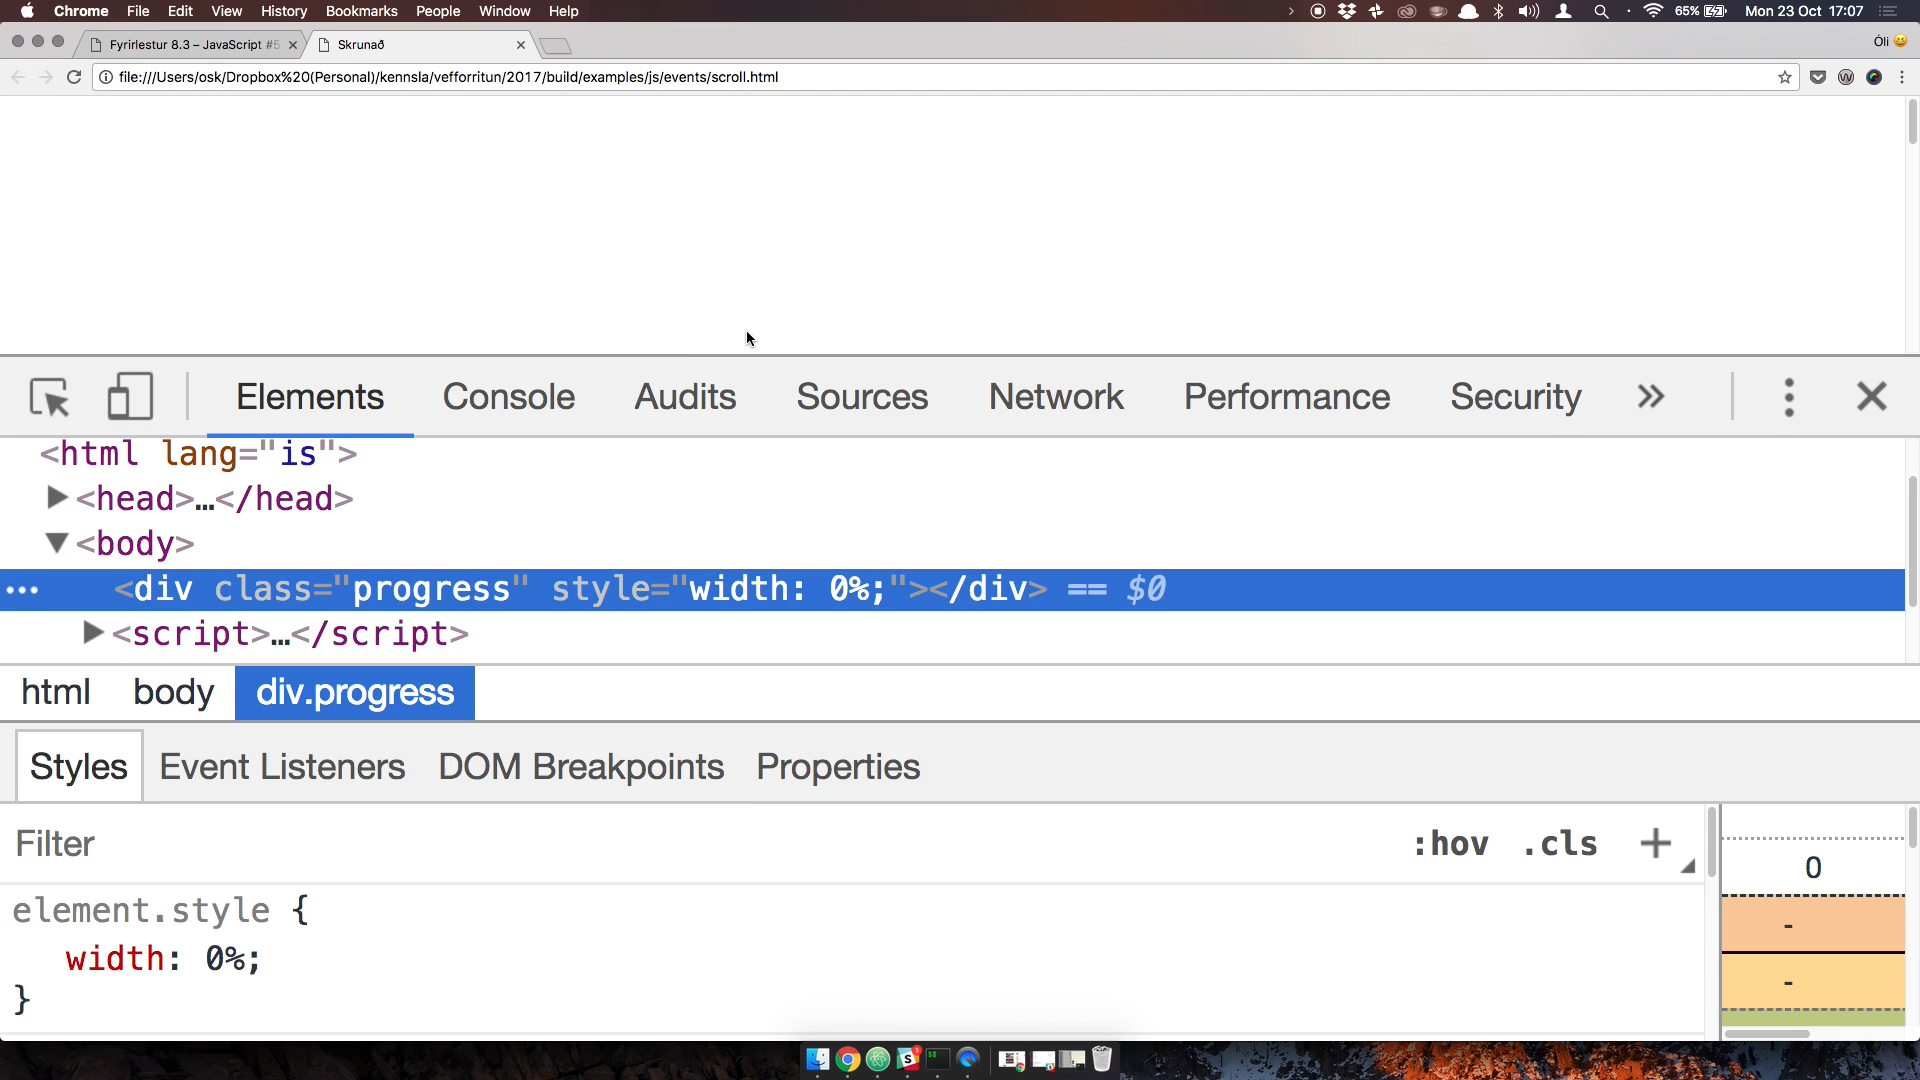 Chrome File Edit View History Bookmarks People Window Help 65% Mon 23 Oct 17:07
Fyrirlestur 8.3 – JavaScript #5 Skrunað Óli
file:///Users/osk/Dropbox%20(Personal)/kennsla/vefforritun/2017/build/examples/js/events/scroll.html
Elements Console Audits Sources Network Performance Security »
<html lang="is">
<head>…</head>
<body>
… <div class="progress" style="width: 0%;"></div> == $0
<script>…</script>
html body div.progress
Styles Event Listeners DOM Breakpoints Properties
Filter :hov .cls +
0
element.style {
-
width: 0%;
-
}